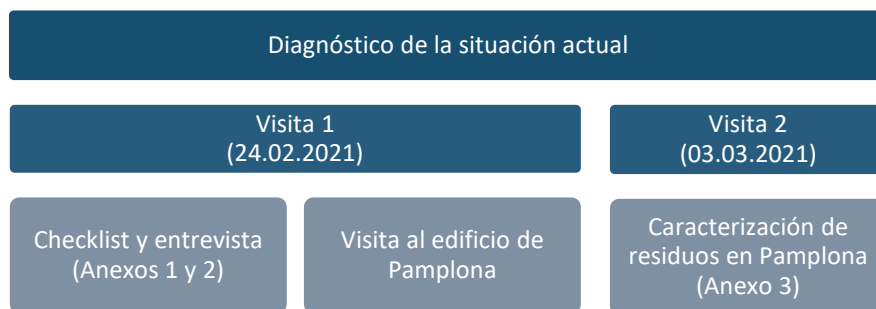 Diagnóstico de la situación actual
Visita 1
(24.02.2021)
Visita 2
(03.03.2021)
Checklist y entrevista
(Anexos 1 y 2)
Visita al edificio de
Pamplona
Caracterización de
residuos en Pamplona
(Anexo 3)